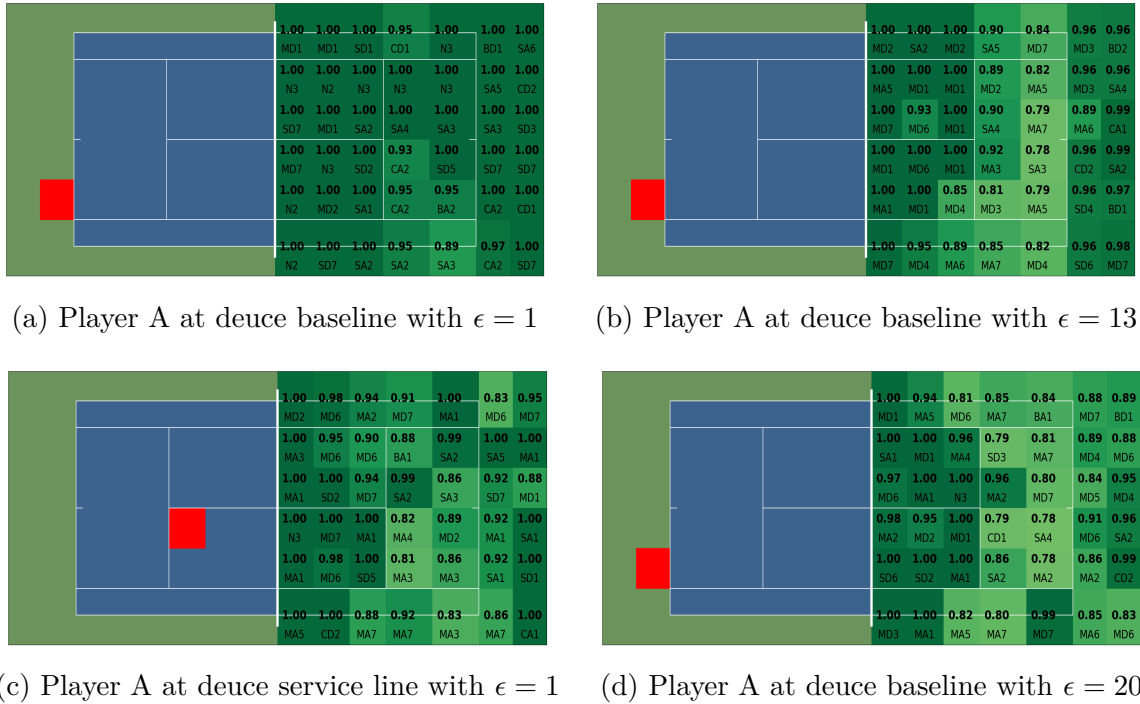 1.00 1.00 1.00 0.95 1.00 1.00 1.00
MD1 MD1 SD1 CD1 N3 BD1 SA6
1.00 1.00 1.00 1.00 1.00 1.00 1.00
N3 N2 N3 N3 N3 SA5 CD2
1.00 1.00 1.00 1.00 1.00 1.00 1.00
SD7 MD1 SA2 SA4 SA3 SA3 SD3
1.00 1.00 1.00 0.93 1.00 1.00 1.00
MD7 N3 SD2 CA2 SD5 SD7 SD7
1.00 1.00 1.00 0.95 0.95 1.00 1.00
N2 MD2 SA1 CA2 BA2 CA2 CD1
1.00 1.00 1.00 0.95 0.89 0.97 1.00
N2 SD7 SA2 SA2 SA3 CA2 SD7
(a) Player A at deuce baseline with ϵ = 1
1.00 1.00 1.00 0.90 0.84 0.96 0.96
MD2 SA2 MD2 SA5 MD7 MD3 BD2
1.00 1.00 1.00 0.89 0.82 0.96 0.96
MA5 MD1 MD1 MD2 MA5 MD3 SA4
1.00 0.93 1.00 0.90 0.79 0.89 0.99
MD7 MD6 MD1 SA4 MA7 MA6 CA1
1.00 1.00 1.00 0.92 0.78 0.96 0.99
MD1 MD6 MD1 MA3 SA3 CD2 SA2
1.00 1.00 0.85 0.81 0.79 0.96 0.97
MA1 MD1 MD4 MD3 MA5 SD4 BD1
1.00 0.95 0.89 0.85 0.82 0.96 0.98
MD7 MD4 MA6 MA7 MD4 SD6 MD7
(b) Player A at deuce baseline with ϵ = 13
1.00 0.98 0.94 0.91 1.00 0.83 0.95
MD2 MD6 MA2 MD7 MA1 MD6 MD7
1.00 0.95 0.90 0.88 0.99 1.00 1.00
MA3 MD6 MD6 BA1 SA2 SA5 MA1
1.00 1.00 0.94 0.99 0.86 0.92 0.88
MA1 SD2 MD7 SA2 SA3 SD7 MD1
1.00 1.00 1.00 0.82 0.89 0.92 1.00
N3 MD7 MA1 MA4 MD2 MA1 SA1
1.00 0.98 1.00 0.81 0.86 0.92 1.00
MA1 MD6 SD5 MA3 MA3 SA1 SD1
1.00 1.00 0.88 0.92 0.83 0.86 1.00
MA5 CD2 MA7 MA7 MA3 MA7 CA1
(c) Player A at deuce service line with ϵ = 1
1.00 0.94 0.81 0.85 0.84 0.88 0.89
MD1 MA5 MD6 MA7 BA1 MD7 BD1
1.00 1.00 0.96 0.79 0.81 0.89 0.88
SA1 MD1 MA4 SD3 MA7 MD4 MD6
0.97 1.00 1.00 0.96 0.80 0.84 0.95
MD6 MA1 N3 MA2 MD7 MD5 MD4
0.98 0.95 1.00 0.79 0.78 0.91 0.96
MA2 MD2 MD1 CD1 SA4 MD6 SA2
1.00 1.00 1.00 0.86 0.78 0.86 0.99
SD6 SD2 MA1 SA2 MA2 MA2 CD2
1.00 1.00 0.82 0.80 0.99 0.85 0.83
MD3 MA1 MA5 MA7 MD7 MA6 MD6
(d) Player A at deuce baseline with ϵ = 20